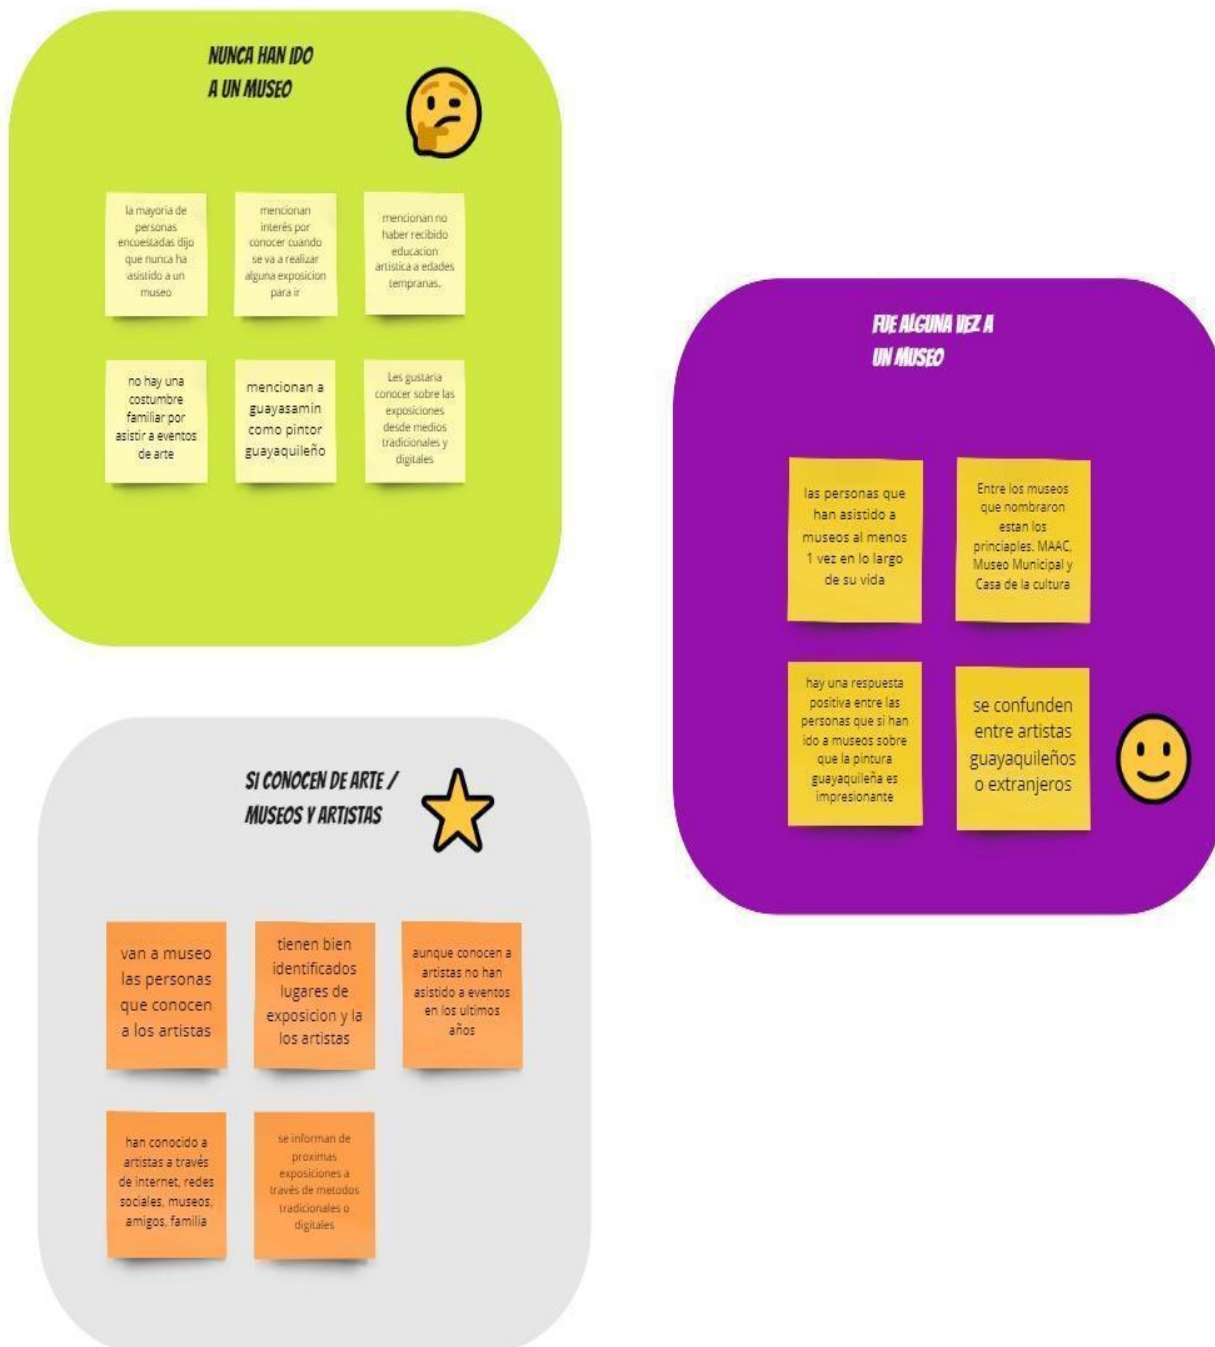 NUNCA HAN IDO
A UN MUSEO
la mayoria de
personas
encuestadas dijo
que nunca ha
asistido a un
museo
mencionan
interés por
conocer cuando
se va a realizar
alguna exposicion
para ir
mencionan no
haber recibido
educacion
artistica a edades
tempranas.
no hay una
costumbre
familiar por
asistir a eventos
de arte
mencionan a
guayasamin
como pintor
guayaquileño
Les gustaria
conocer sobre las
exposiciones
desde medios
tradicionales y
digitales
FUE ALGUNA VEZ A
UN MUSEO
las personas que
han asistido a
museos al menos
1 vez en lo largo
de su vida
Entre los museos
que nombraron
estan los
princiaples. MAAC,
Museo Municipal y
Casa de la cultura
hay una respuesta
positiva entre las
personas que si han
ido a museos sobre
que la pintura
guayaquileña es
impresionante
se confunden
entre artistas
guayaquileños
o extranjeros
SI CONOCEN DE ARTE /
MUSEOS Y ARTISTAS
van a museo
las personas
que conocen
a los artistas
tienen bien
identificados
lugares de
exposicion y la
los artistas
aunque conocen a
artistas no han
asistido a eventos
en los ultimos
años
han conocido a
artistas a través
de internet, redes
sociales, museos,
amigos, familia
se informan de
proximas
exposiciones a
través de metodos
tradicionales o
digitales